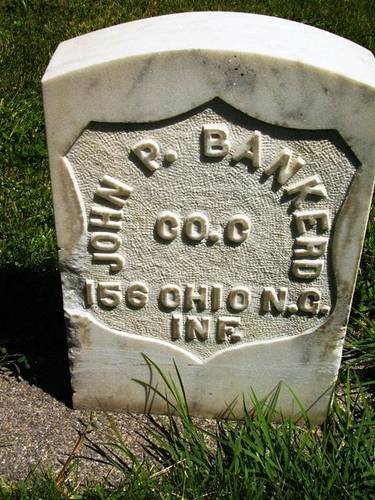 JOHN P. BANKERD
CO. C
156 OHIO N.G.
INF.